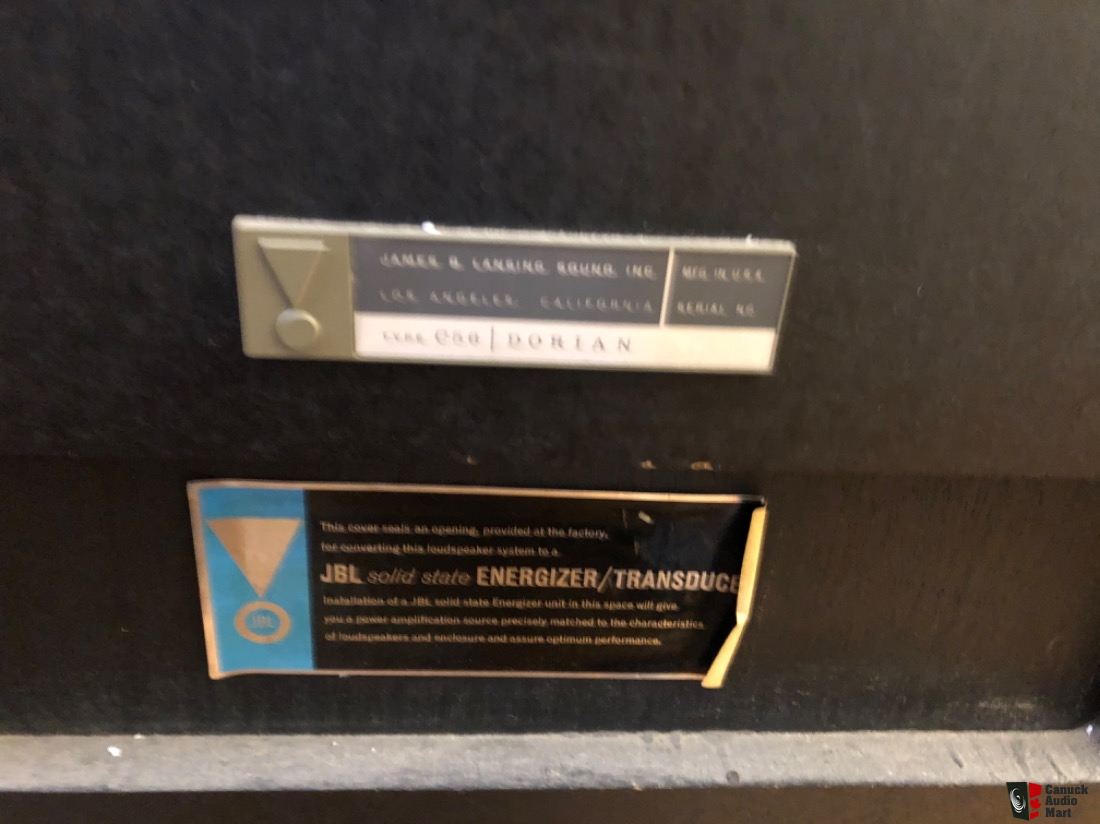 JAMES B. LANSING SOUND, INC.
LOS ANGELES, CALIFORNIA
MFG. IN U.S.A.
SERIAL NO.
TYPE C50 | DORIAN
This cover seals an opening, provided at the factory,
for converting this loudspeaker system to a
JBL solid state ENERGIZER/TRANSDUCE
Installation of a JBL solid state Energizer unit in this space will give
you a power amplification source precisely matched to the characteristics
of loudspeakers and enclosure and assure optimum performance.
JBL
Canuck
Audio
Mart